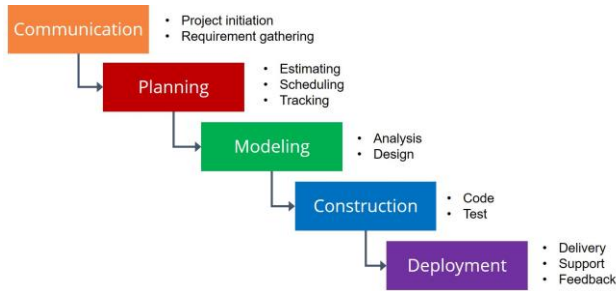 Communication
• Project initiation
• Requirement gathering
Planning
• Estimating
• Scheduling
• Tracking
Modeling
• Analysis
• Design
Construction
• Code
• Test
Deployment
• Delivery
• Support
• Feedback